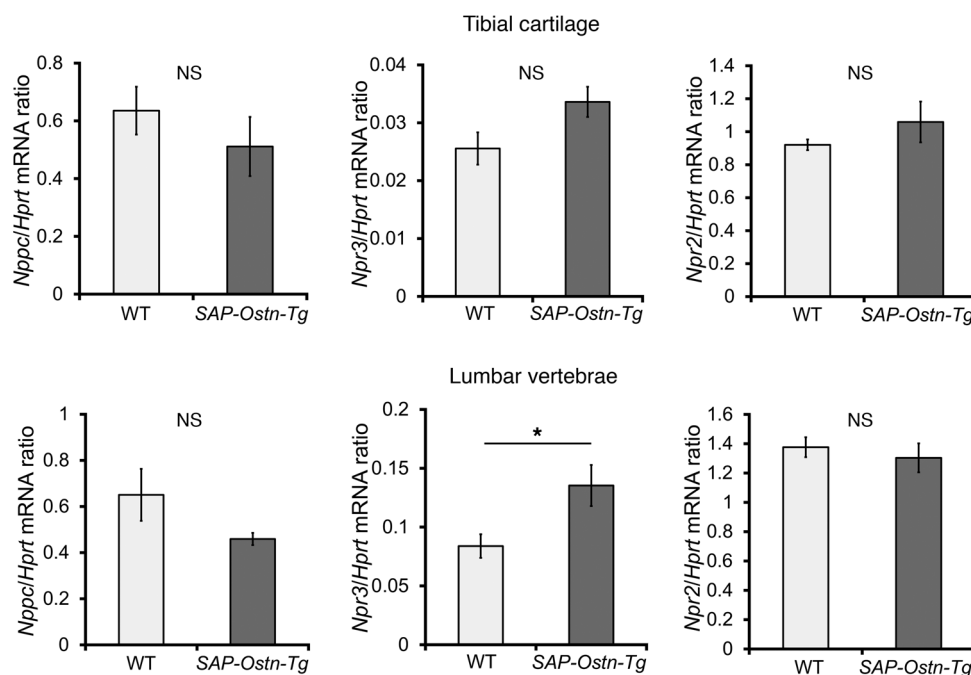 Tibial cartilage
Nppc/Hprt mRNA ratio
0.8
0.6
0.4
0.2
0
NS
WT
SAP-Ostn-Tg
Npr3/Hprt mRNA ratio
0.04
0.03
0.02
0.01
0
NS
WT
SAP-Ostn-Tg
Npr2/Hprt mRNA ratio
1.4
1.2
1
0.8
0.6
0.4
0.2
0
NS
WT
SAP-Ostn-Tg
Lumbar vertebrae
Nppc/Hprt mRNA ratio
1
0.8
0.6
0.4
0.2
0
NS
WT
SAP-Ostn-Tg
Npr3/Hprt mRNA ratio
0.2
0.15
0.1
0.05
0
*
WT
SAP-Ostn-Tg
Npr2/Hprt mRNA ratio
1.6
1.4
1.2
1
0.8
0.6
0.4
0.2
0
NS
WT
SAP-Ostn-Tg